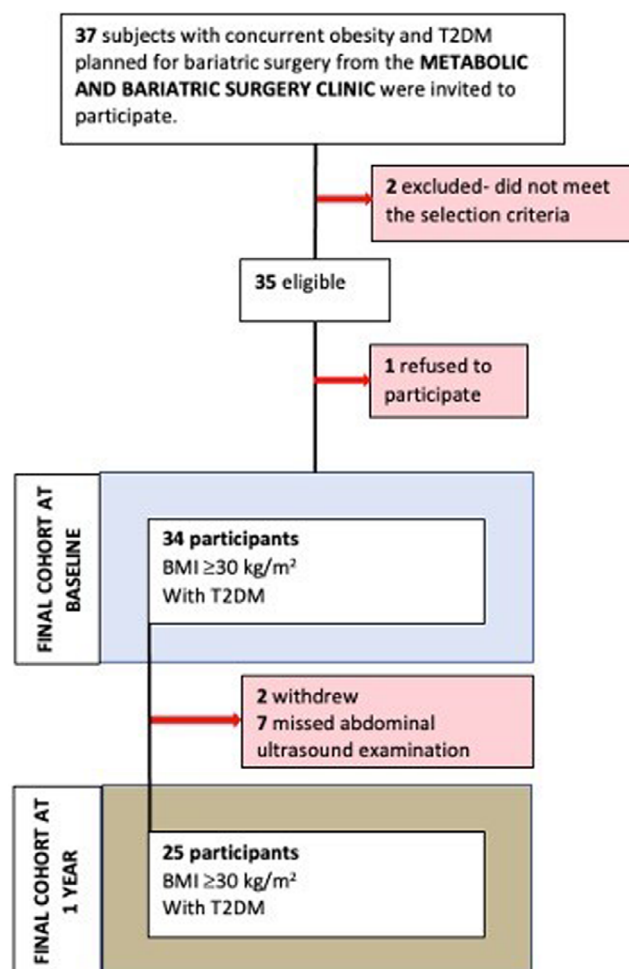 37 subjects with concurrent obesity and T2DM
planned for bariatric surgery from the METABOLIC
AND BARIATRIC SURGERY CLINIC were invited to
participate.
2 excluded- did not meet
the selection criteria
35 eligible
1 refused to
participate
FINAL COHORT AT
BASELINE
34 participants
BMI ≥30 kg/m²
With T2DM
2 withdrew
7 missed abdominal
ultrasound examination
FINAL COHORT AT
1 YEAR
25 participants
BMI ≥30 kg/m²
With T2DM